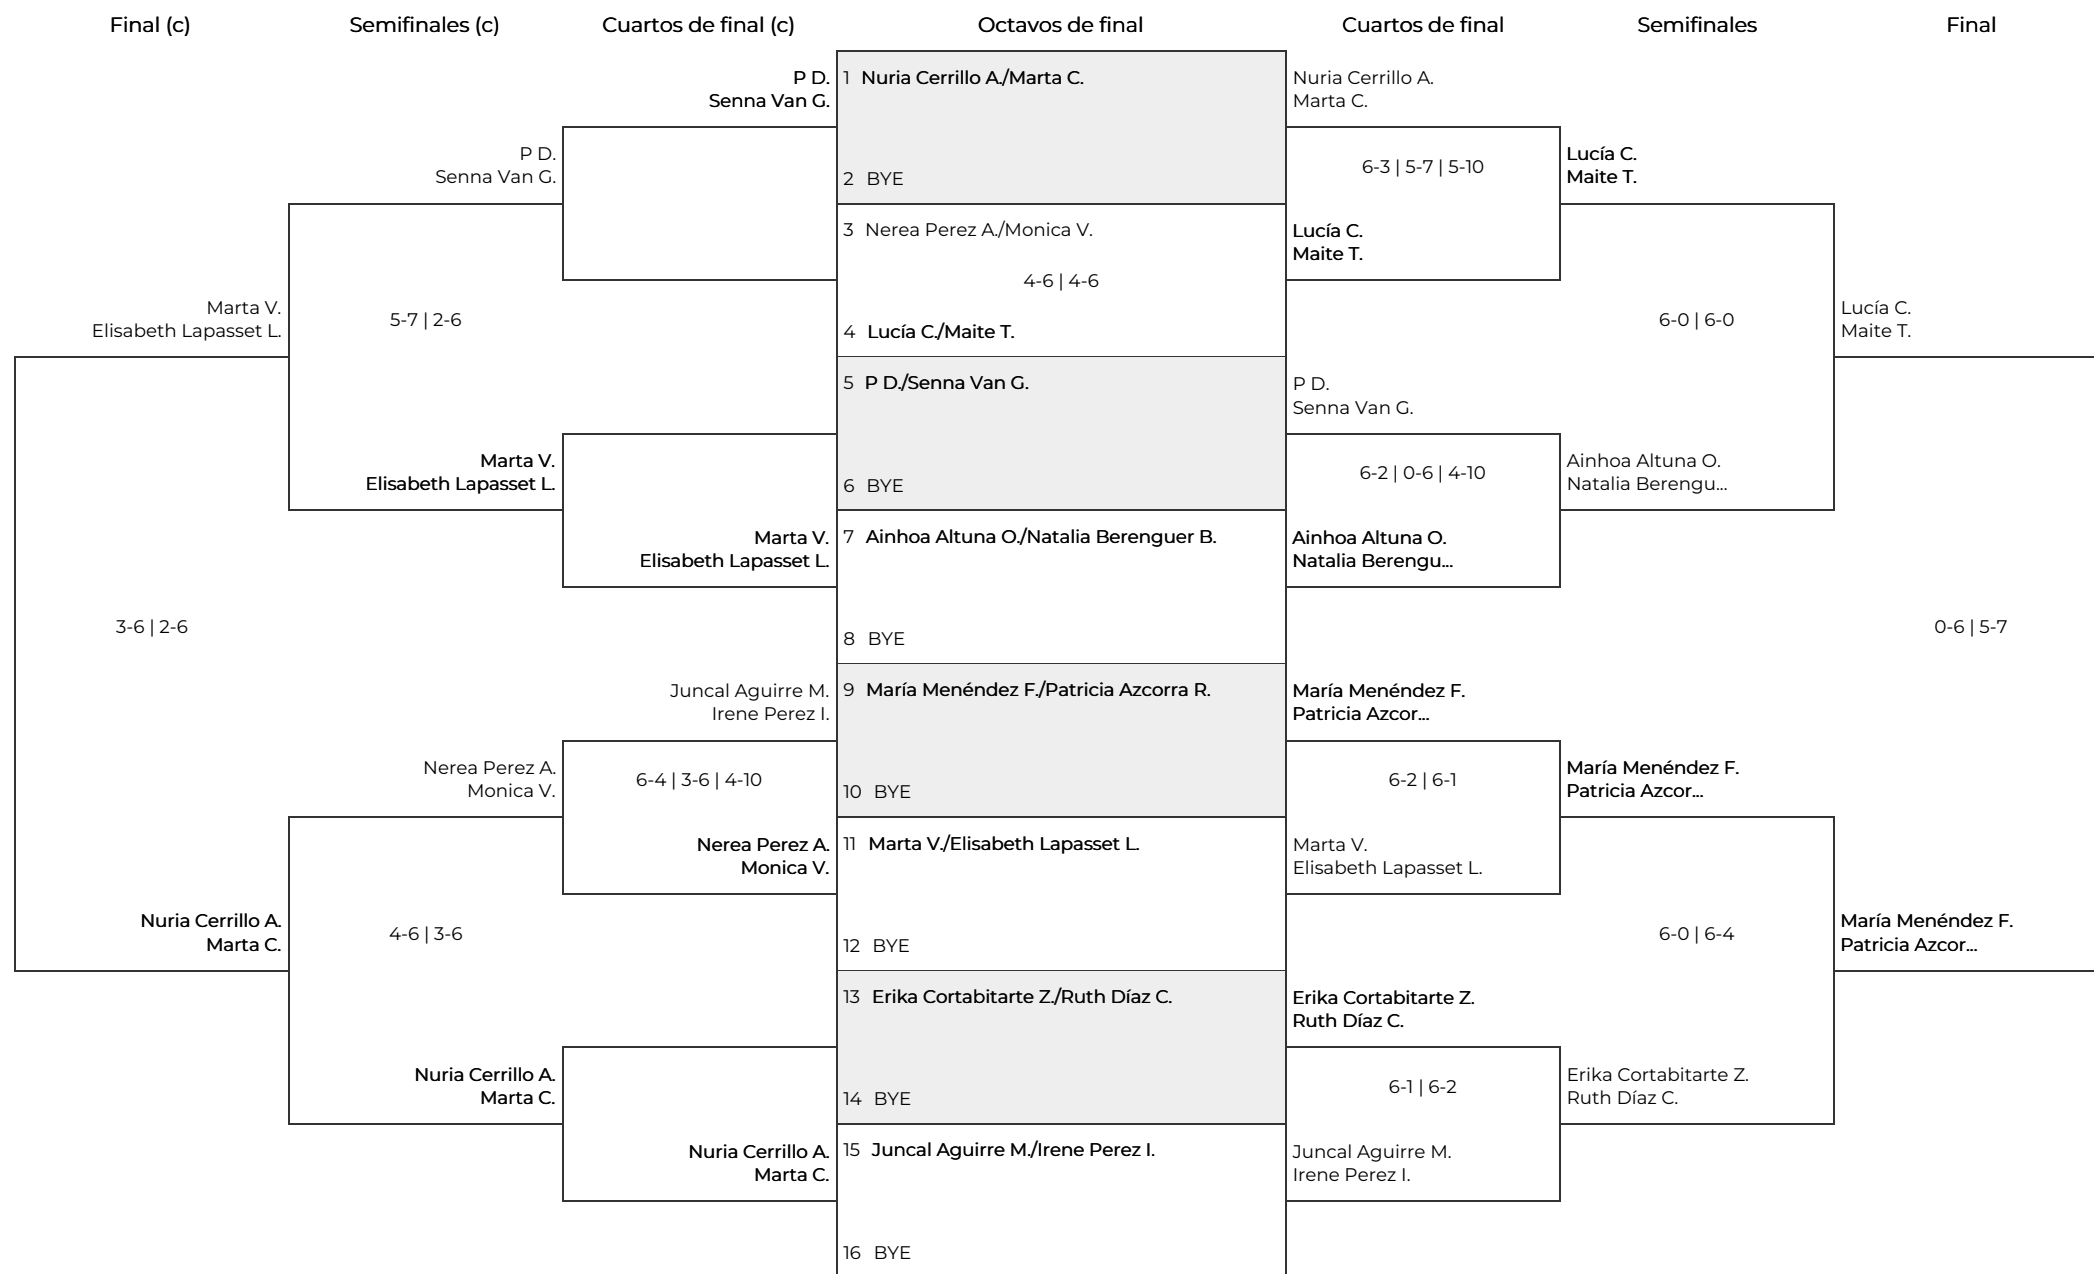 Final (c)
Semifinales (c)
Cuartos de final (c)
Octavos de final
Cuartos de final
Semifinales
Final
Marta V.
Elisabeth Lapasset L.
3-6 | 2-6
Nuria Cerrillo A.
Marta C.
P D.
Senna Van G.
5-7 | 2-6
Marta V.
Elisabeth Lapasset L.
Nerea Perez A.
Monica V.
4-6 | 3-6
Nuria Cerrillo A.
Marta C.
P D.
Senna Van G.
Marta V.
Elisabeth Lapasset L.
Juncal Aguirre M.
Irene Perez I.
6-4 | 3-6 | 4-10
Nerea Perez A.
Monica V.
Nuria Cerrillo A.
Marta C.
1 Nuria Cerrillo A./Marta C.
2 BYE
3 Nerea Perez A./Monica V.
4-6 | 4-6
4 Lucía C./Maite T.
5 P D./Senna Van G.
6 BYE
7 Ainhoa Altuna O./Natalia Berenguer B.
8 BYE
9 María Menéndez F./Patricia Azcorra R.
10 BYE
11 Marta V./Elisabeth Lapasset L.
12 BYE
13 Erika Cortabitarte Z./Ruth Díaz C.
14 BYE
15 Juncal Aguirre M./Irene Perez I.
16 BYE
Nuria Cerrillo A.
Marta C.
6-3 | 5-7 | 5-10
Lucía C.
Maite T.
P D.
Senna Van G.
6-2 | 0-6 | 4-10
Ainhoa Altuna O.
Natalia Berengu...
María Menéndez F.
Patricia Azcor...
6-2 | 6-1
Marta V.
Elisabeth Lapasset L.
Erika Cortabitarte Z.
Ruth Díaz C.
6-1 | 6-2
Juncal Aguirre M.
Irene Perez I.
Lucía C.
Maite T.
6-0 | 6-0
Ainhoa Altuna O.
Natalia Berengu...
María Menéndez F.
Patricia Azcor...
6-0 | 6-4
Erika Cortabitarte Z.
Ruth Díaz C.
Lucía C.
Maite T.
0-6 | 5-7
María Menéndez F.
Patricia Azcor...